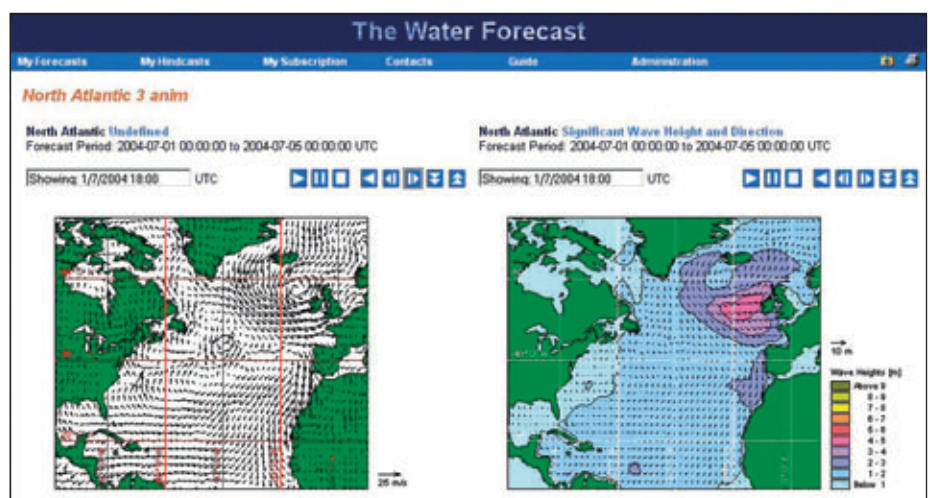 The Water Forecast
My Forecasts My Hindcasts My Subscription Contacts Guide Administration
North Atlantic 3 anim
North Atlantic Undefined
Forecast Period: 2004-07-01 00:00:00 to 2004-07-05 00:00:00 UTC
Showing: 1/7/2004 18:00 UTC
25 m/s
North Atlantic Significant Wave Height and Direction
Forecast Period: 2004-07-01 00:00:00 to 2004-07-05 00:00:00 UTC
Showing: 1/7/2004 18:00 UTC
10 m
Wave Heights [m]
Above 9
8 - 9
7 - 8
6 - 7
5 - 6
4 - 5
3 - 4
2 - 3
1 - 2
Below 1